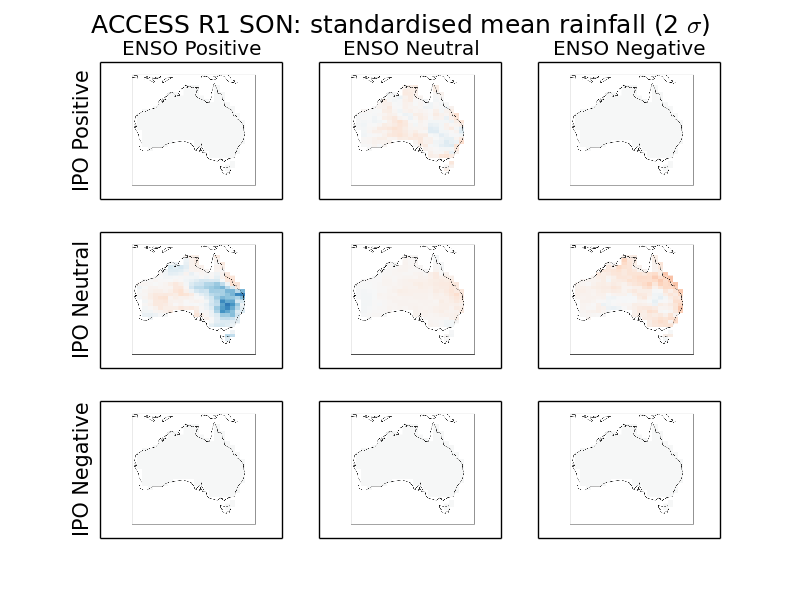 ACCESS R1 SON: standardised mean rainfall (2 σ)
ENSO Positive
ENSO Neutral
ENSO Negative
IPO Positive
IPO Neutral
IPO Negative